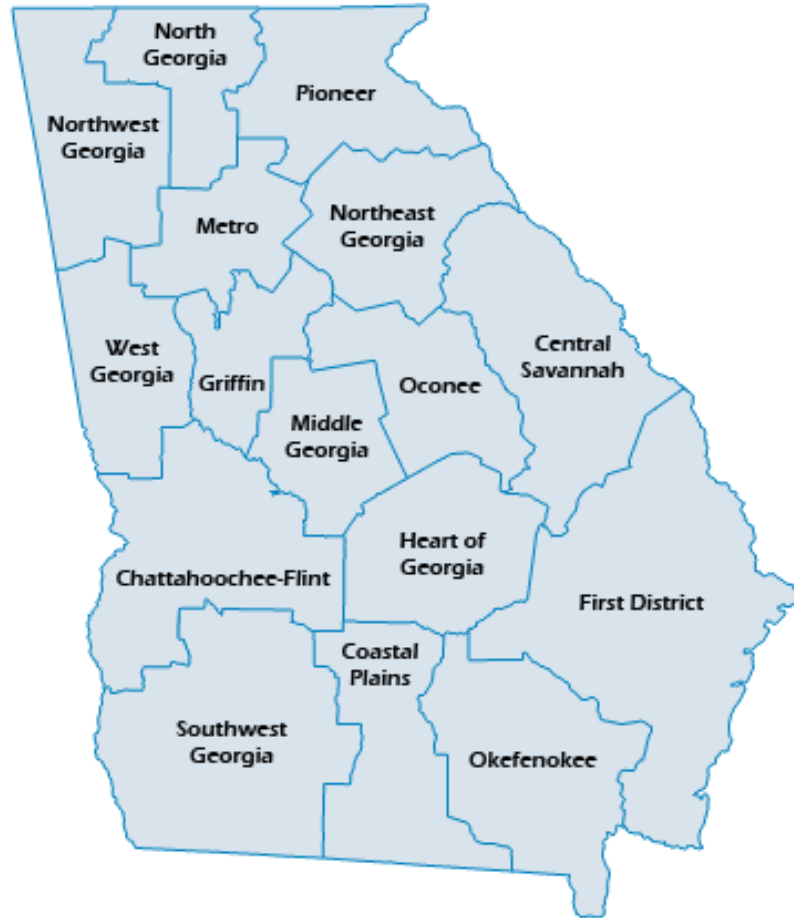 North
Georgia
Pioneer
Northwest
Georgia
Metro
Northeast
Georgia
West
Georgia
Griffin
Oconee
Central
Savannah
Middle
Georgia
Heart of
Georgia
Chattahoochee-Flint
First District
Coastal
Plains
Southwest
Georgia
Okefenokee